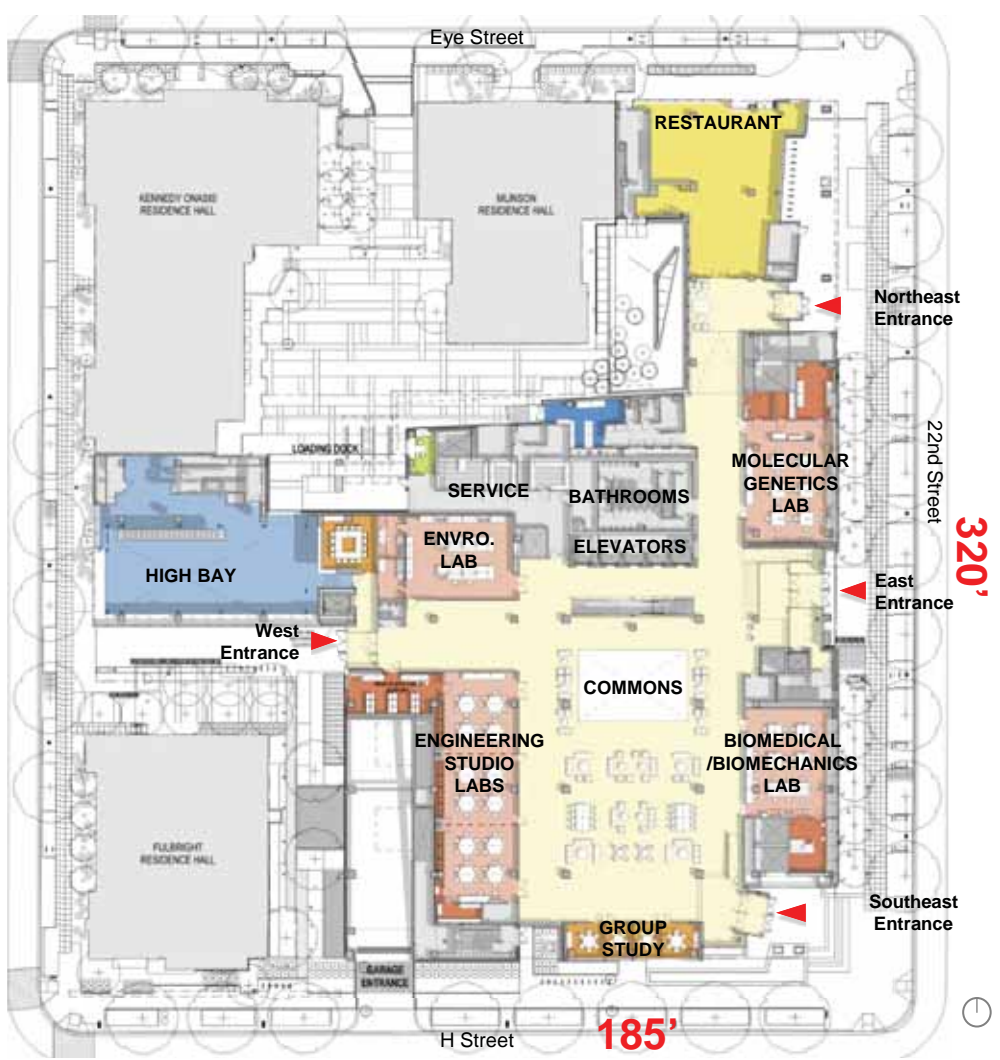 Eye Street
RESTAURANT
KENNEDY ONASIS
RESIDENCE HALL
MUNSON
RESIDENCE HALL
Northeast
Entrance
22nd Street
LOADING DOCK
MOLECULAR
GENETICS
LAB
SERVICE
BATHROOMS
ENVRO.
LAB
ELEVATORS
320'
HIGH BAY
East
Entrance
West
Entrance
COMMONS
ENGINEERING
STUDIO
LABS
BIOMEDICAL
/BIOMECHANICS
LAB
FULBRIGHT
RESIDENCE HALL
Southeast
Entrance
GROUP
STUDY
GARAGE
ENTRANCE
H Street
185'